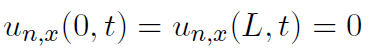 u_{n,x}(0, t) = u_{n,x}(L, t) = 0